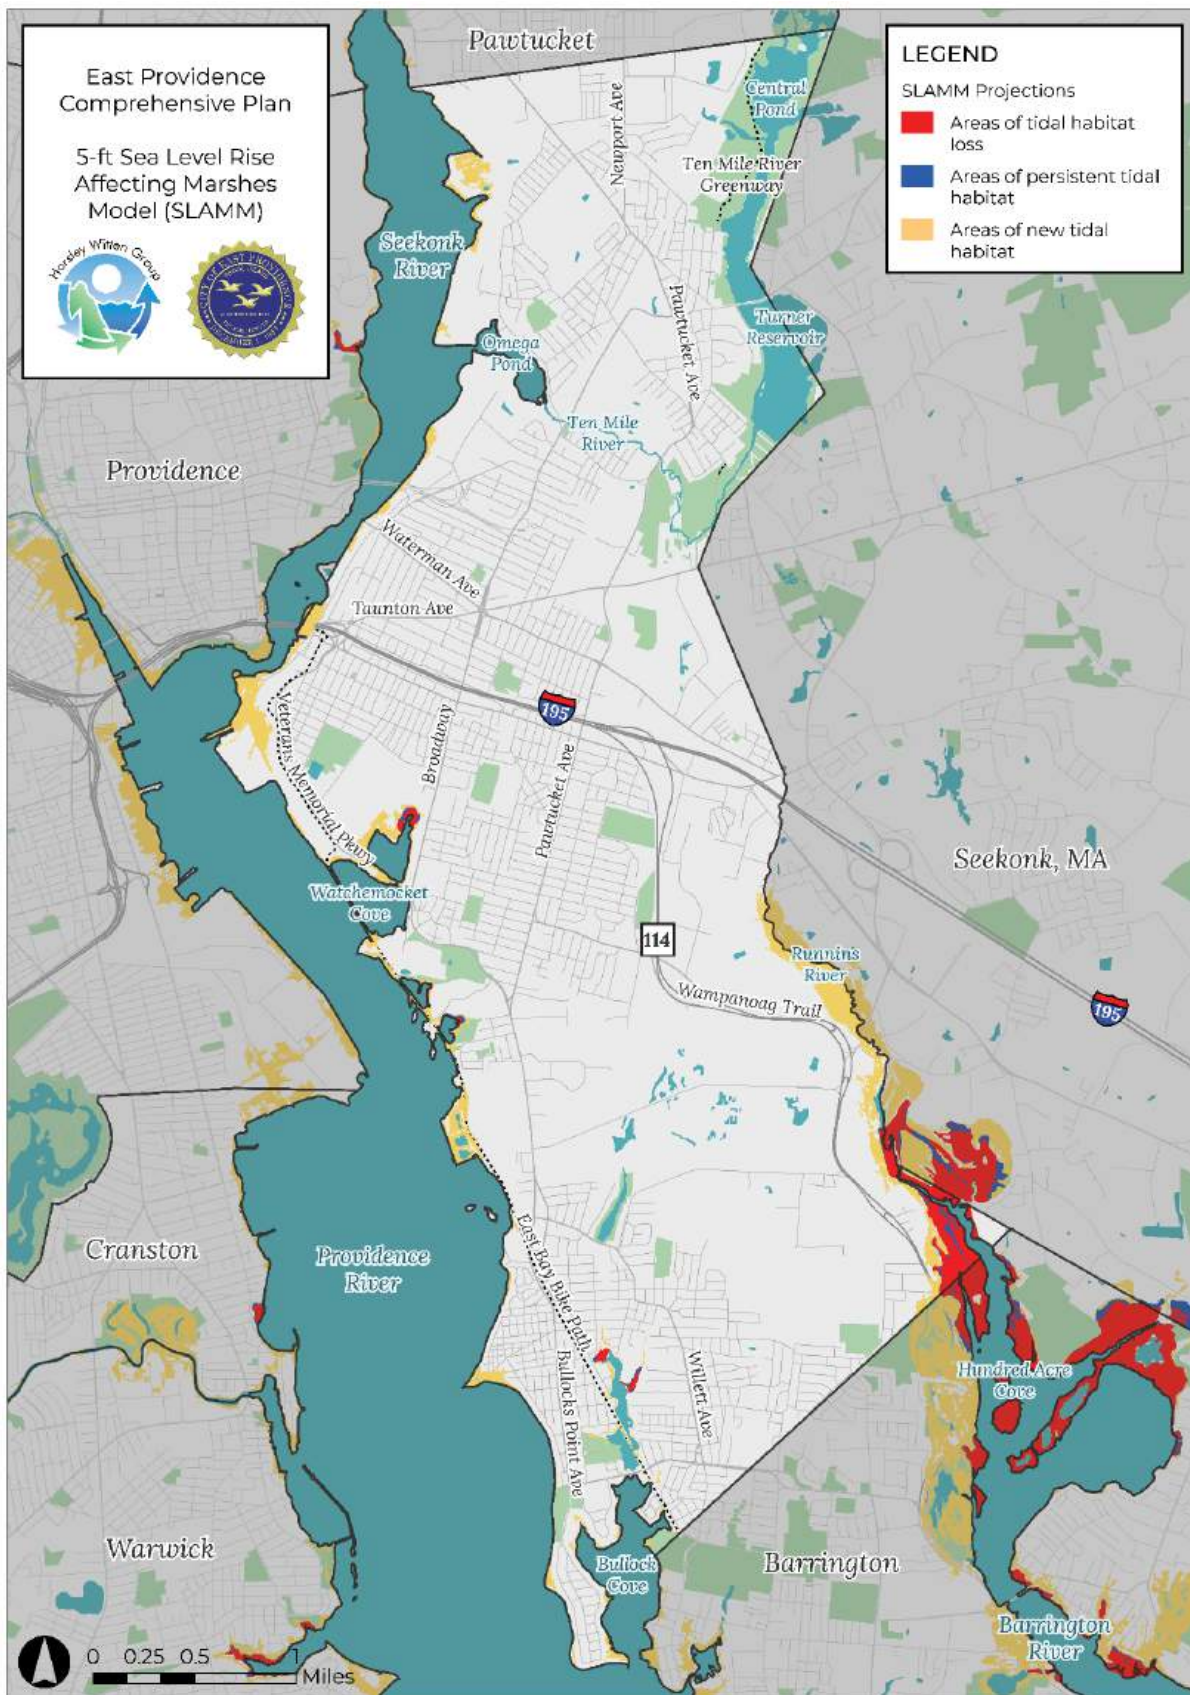 East Providence
Comprehensive Plan
5-ft Sea Level Rise
Affecting Marshes
Model (SLAMM)
Horsley Witten Group
CITY OF EAST PROVIDENCE
LEGEND
SLAMM Projections
Areas of tidal habitat
loss
Areas of persistent tidal
habitat
Areas of new tidal
habitat
Pawtucket
Central
Pond
Newport Ave
Ten Mile River
Greenway
Seekonk
River
Pawtucket Ave
Turner
Reservoir
Omega
Pond
Ten Mile
River
Providence
Waterman Ave
Taunton Ave
Veterans Memorial Pkwy
Broadway
195
Pawtucket Ave
Seekonk, MA
Watchemocket
Cove
114
Runnin's
River
Wampanoag Trail
195
Cranston
Providence
River
East Bay Bike Path
Bullocks Point Ave
Willett Ave
Hundred Acre
Cove
Warwick
Bullock
Cove
Barrington
Barrington
River
0 0.25 0.5 1
Miles